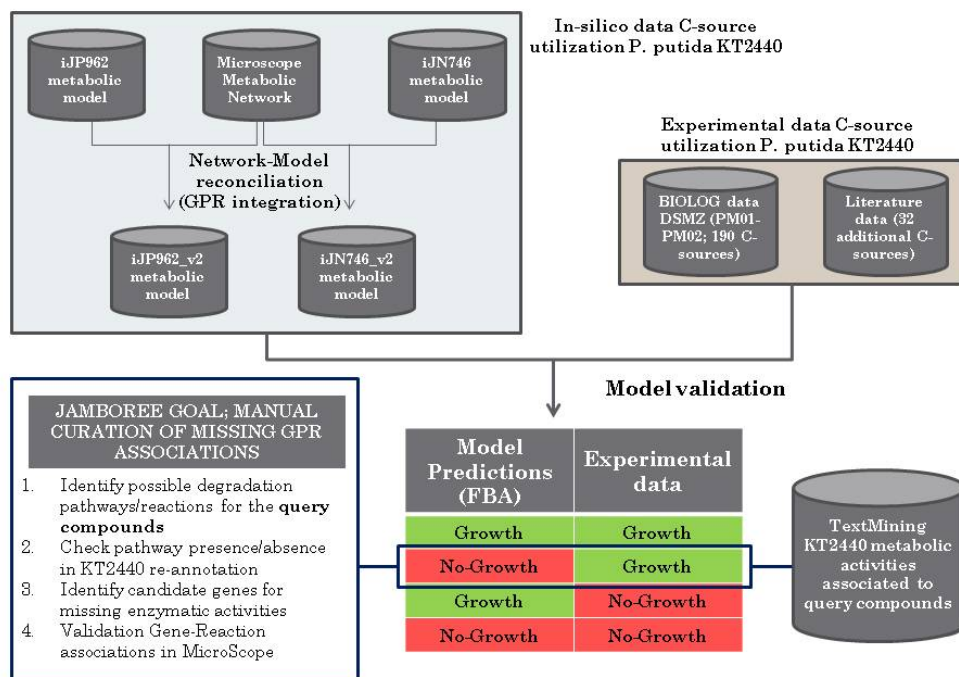 In-silico data C-source
utilization P. putida KT2440
iJP962
metabolic
model
Microscope
Metabolic
Network
iJN746
metabolic
model
Network-Model
reconciliation
(GPR integration)
iJP962_v2
metabolic
model
iJN746_v2
metabolic
model
Experimental data C-source
utilization P. putida KT2440
BIOLOG data
DSMZ (PM01-
PM02; 190 C-
sources)
Literature
data (32
additional C-
sources)
Model validation
JAMBOREE GOAL; MANUAL
CURATION OF MISSING GPR
ASSOCIATIONS
1. Identify possible degradation
pathways/reactions for the query
compounds
2. Check pathway presence/absence
in KT2440 re-annotation
3. Identify candidate genes for
missing enzymatic activities
4. Validation Gene-Reaction
associations in MicroScope
Model
Predictions
(FBA)
Experimental
data
Growth Growth
No-Growth Growth
Growth No-Growth
No-Growth No-Growth
TextMining
KT2440 metabolic
activities
associated to
query compounds